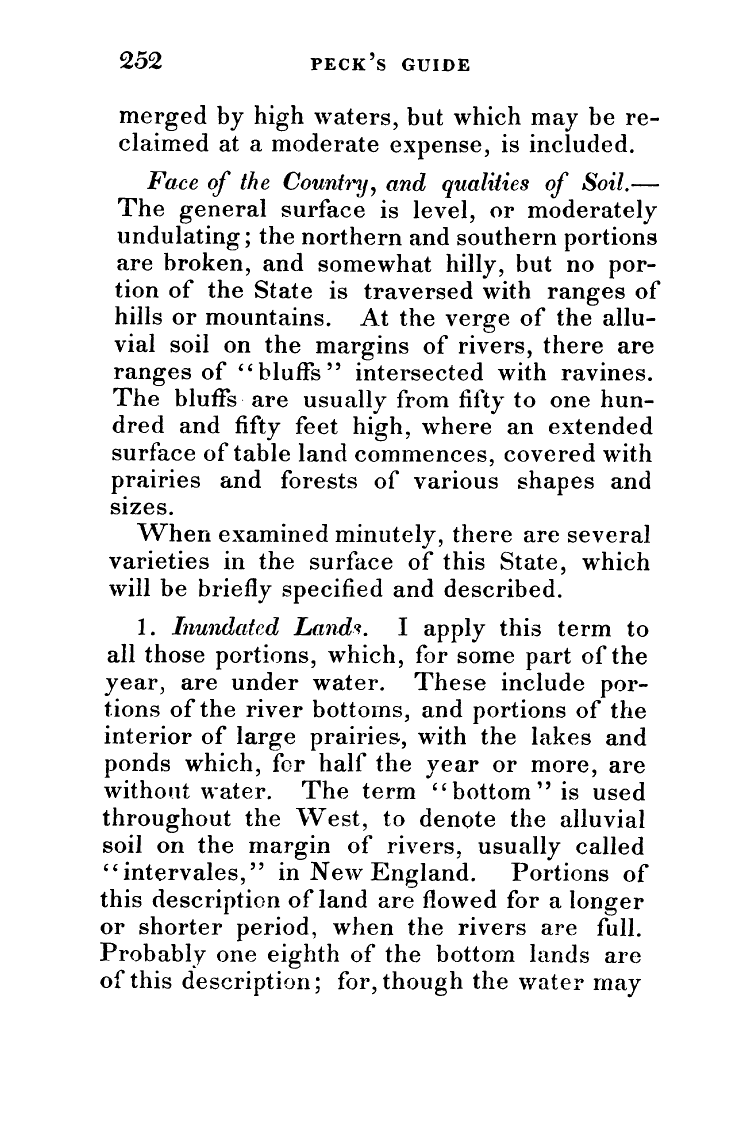 252 PECK'S GUIDE
merged by high waters, but which may be re-
claimed at a moderate expense, is included.
Face of the Country, and qualities of Soil.—
The general surface is level, or moderately
undulating; the northern and southern portions
are broken, and somewhat hilly, but no por-
tion of the State is traversed with ranges of
hills or mountains. At the verge of the allu-
vial soil on the margins of rivers, there are
ranges of “bluffs” intersected with ravines.
The bluffs are usually from fifty to one hun-
dred and fifty feet high, where an extended
surface of table land commences, covered with
prairies and forests of various shapes and
sizes.
When examined minutely, there are several
varieties in the surface of this State, which
will be briefly specified and described.
1. Inundated Lands. I apply this term to
all those portions, which, for some part of the
year, are under water. These include por-
tions of the river bottoms, and portions of the
interior of large prairies, with the lakes and
ponds which, for half the year or more, are
without water. The term “bottom” is used
throughout the West, to denote the alluvial
soil on the margin of rivers, usually called
“intervales,” in New England. Portions of
this description of land are flowed for a longer
or shorter period, when the rivers are full.
Probably one eighth of the bottom lands are
of this description; for, though the water may